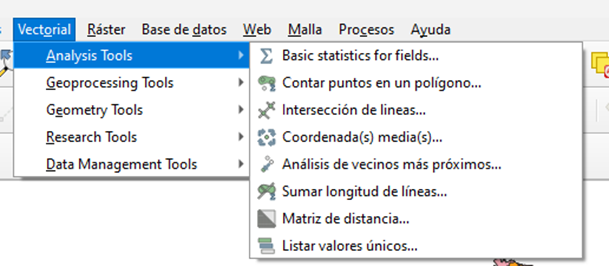 Vectorial Ráster Base de datos Web Malla Procesos Ayuda
Analysis Tools
Geoprocessing Tools
Geometry Tools
Research Tools
Data Management Tools
Basic statistics for fields...
Contar puntos en un polígono...
Intersección de lineas...
Coordenada(s) media(s)...
Análisis de vecinos más próximos...
Sumar longitud de líneas...
Matriz de distancia...
Listar valores únicos...